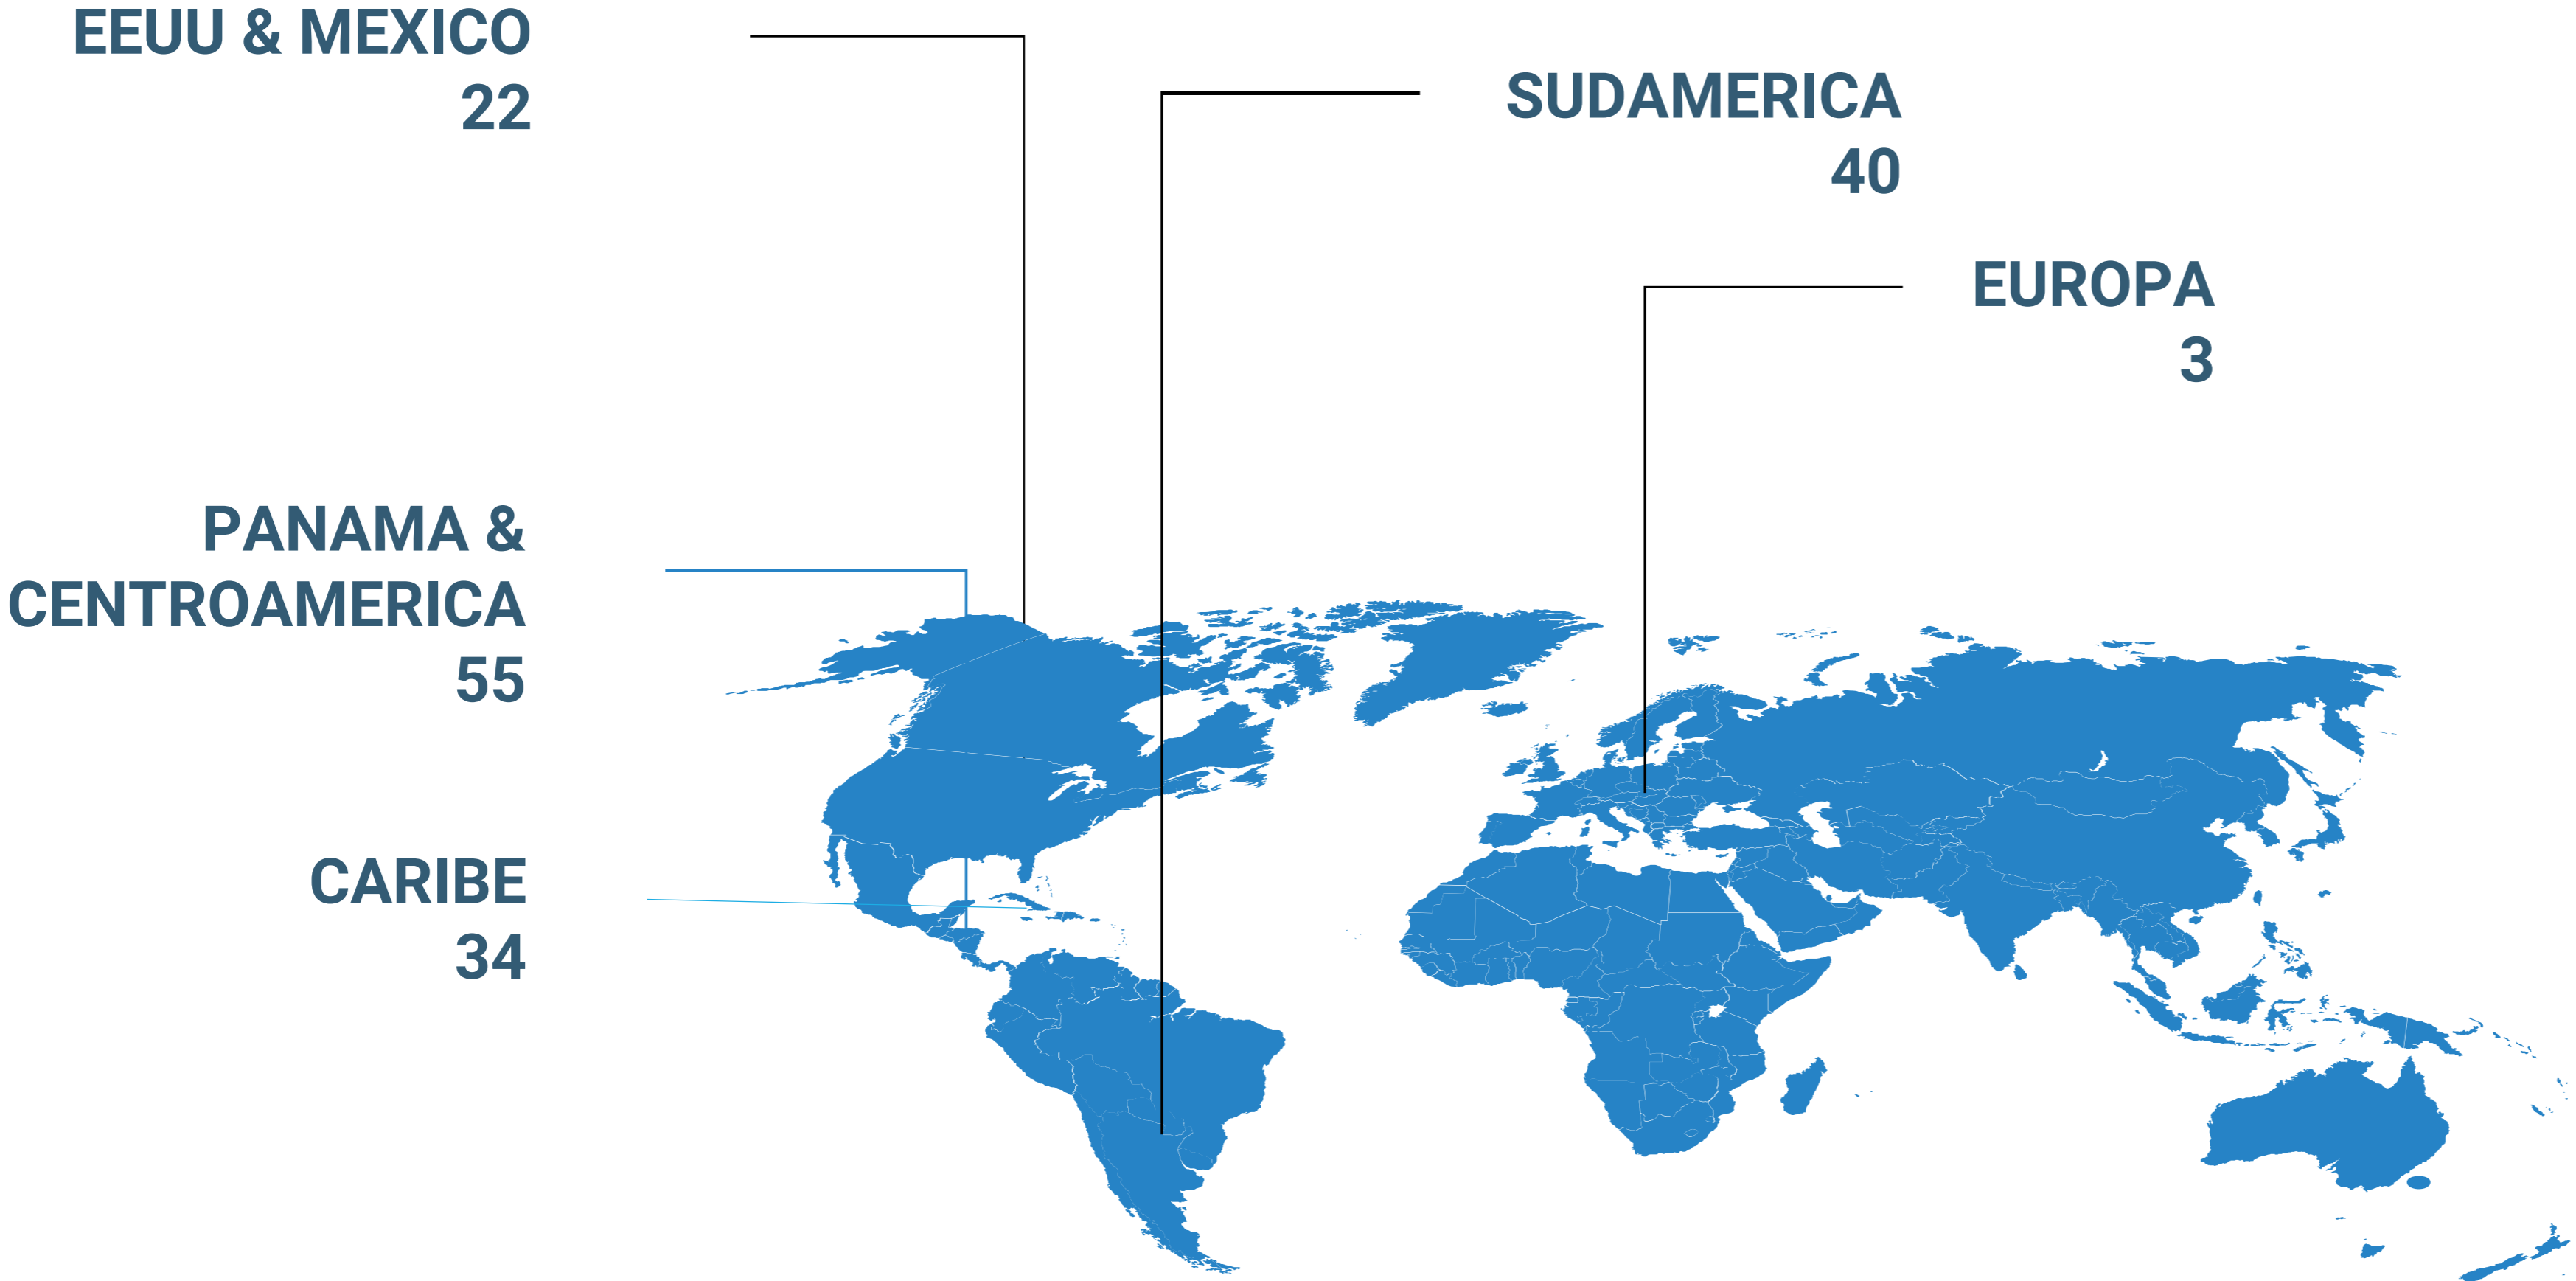 EEUU & MEXICO
22
SUDAMERICA
40
EUROPA
3
PANAMA &
CENTROAMERICA
55
CARIBE
34